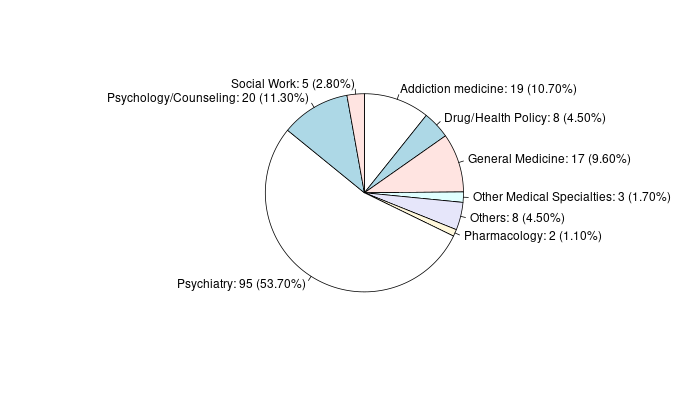 Social Work: 5 (2.80%)
Addiction medicine: 19 (10.70%)
Psychology/Counseling: 20 (11.30%)
Drug/Health Policy: 8 (4.50%)
General Medicine: 17 (9.60%)
Other Medical Specialties: 3 (1.70%)
Others: 8 (4.50%)
Pharmacology: 2 (1.10%)
Psychiatry: 95 (53.70%)